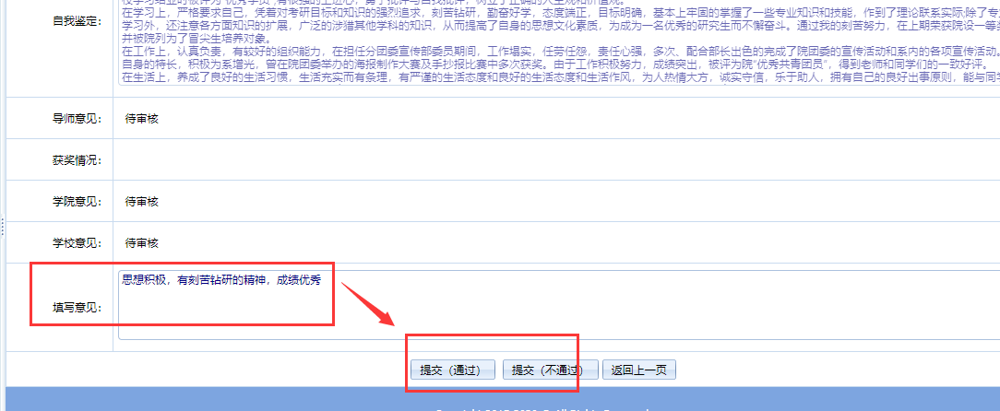 自我鉴定:
在学习上，严格要求自己，凭着对考研目标和知识的强烈追求，刻苦钻研，勤奋好学，态度端正，目标明确，基本上牢固的掌握了一些专业知识和技能，作到了理论联系实际;除了专
学习外，还注意各方面知识的扩展，广泛的涉猎其他学科的知识，从而提高了自身的思想文化素质，为成为一名优秀的研究生而不懈奋斗。通过我的刻苦努力，在上期荣获院设一等
并被院列为了冒尖生培养对象。
在工作上，认真负责，有较好的组织能力，在担任分团委宣传部委员期间，工作塌实，任劳任怨，责任心强，多次、配合部长出色的完成了院团委的宣传活动和系内的各项宣传活动。
自身的特长，积极为系增光，曾在院团委举办的海报制作大赛及手抄报比赛中多次获奖。由于工作积极努力，成绩突出，被评为院"优秀共青团员"，得到老师和同学们的一致好评。
在生活上，养成了良好的生活习惯，生活充实而有条理，有严谨的生活态度和良好的生活态度和生活作风，为人热情大方，诚实守信，乐于助人，拥有自己的良好出事原则，能与同
导师意见: 待审核
获奖情况:
学院意见: 待审核
学校意见: 待审核
填写意见: 思想积极，有刻苦钻研的精神，成绩优秀
提交（通过） 提交（不通过） 返回上一页